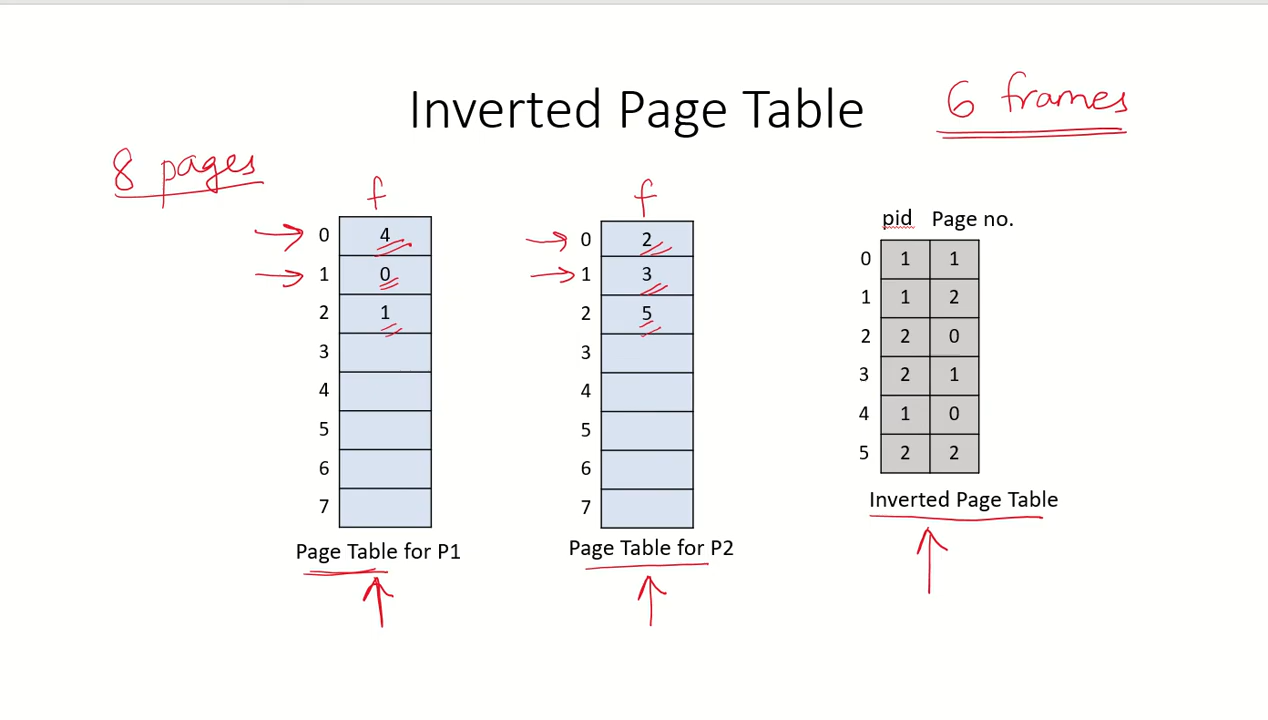 Inverted Page Table
6 frames
8 pages
f
0 4
1 0
2 1
3
4
5
6
7
Page Table for P1
f
0 2
1 3
2 5
3
4
5
6
7
Page Table for P2
pid Page no.
0 1 1
1 1 2
2 2 0
3 2 1
4 1 0
5 2 2
Inverted Page Table